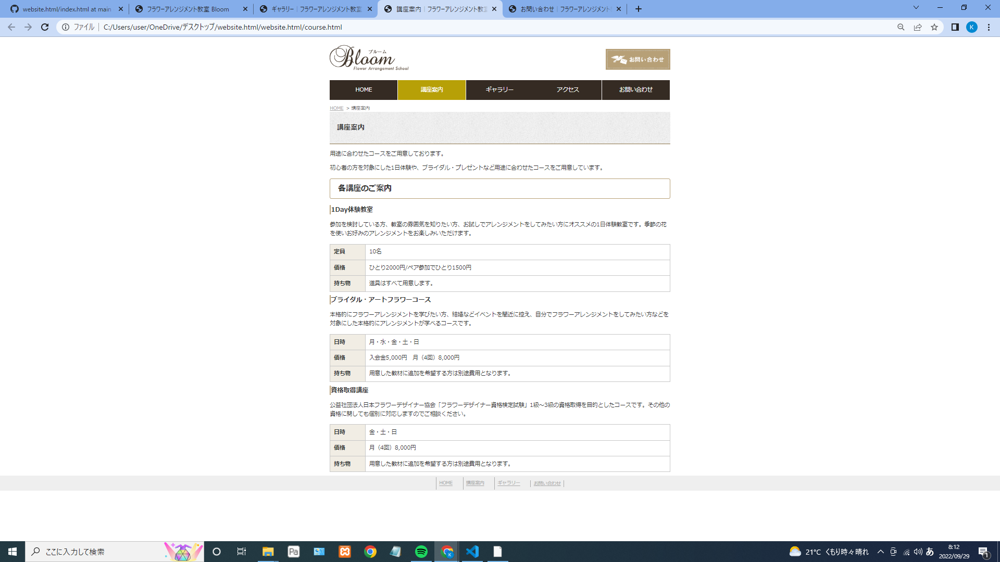 website.html/index.html at main
フラワーアレンジメント教室 Bloom
ギャラリー｜フラワーアレンジメント教室
講座案内｜フラワーアレンジメント教室
お問い合わせ｜フラワーアレンジメント
ファイル
C:/Users/user/OneDrive/デスクトップ/website.html/website.html/course.html
K
ブルーム
Bloom
Flower Arrangement School
お問い合わせ
HOME
講座案内
ギャラリー
アクセス
お問い合わせ
HOME > 講座案内
講座案内
用途に合わせたコースをご用意しております。
初心者の方を対象にした1日体験や、ブライダル・プレゼントなど用途に合わせたコースをご用意しています。
各講座のご案内
1Day体験教室
参加を検討している方、教室の雰囲気を知りたい方、お試しでアレンジメントをしてみたい方にオススメの1日体験教室です。季節の花
を使いお好みのアレンジメントをお楽しみいただけます。
定員 10名
価格 ひとり2000円/ペア参加でひとり1500円
持ち物 道具はすべて用意します。
ブライダル・アートフラワーコース
本格的にフラワーアレンジメントを学びたい方、結婚などイベントを間近に控え、自分でフラワーアレンジメントをしてみたい方などを
対象にした本格的にアレンジメントが学べるコースです。
日時 月・水・金・土・日
価格 入会金5,000円　月（4回）8,000円
持ち物 用意した教材に追加を希望する方は別途費用となります。
資格取得講座
公益社団法人日本フラワーデザイナー協会「フラワーデザイナー資格検定試験」1級～3級の資格取得を目的としたコースです。その他の
資格に関しても個別に対応しますのでご相談ください。
日時 金・土・日
価格 月（4回）8,000円
持ち物 用意した教材に追加を希望する方は別途費用となります。
HOME
講座案内
ギャラリー
お問い合わせ
ここに入力して検索
Pa
K
21°C くもり時々晴れ
あ
8:12
2022/09/29
1